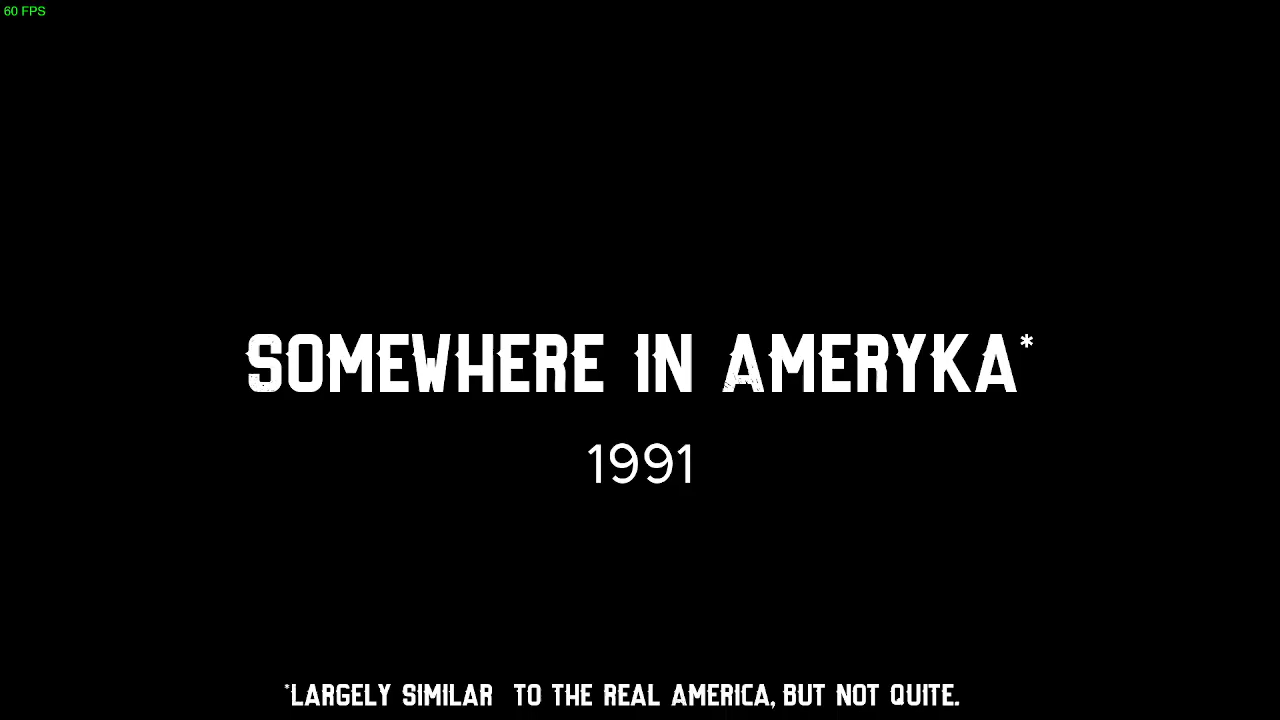 60 FPS
SOMEWHERE IN AMERYKA*
1991
*LARGELY SIMILAR TO THE REAL AMERICA, BUT NOT QUITE.